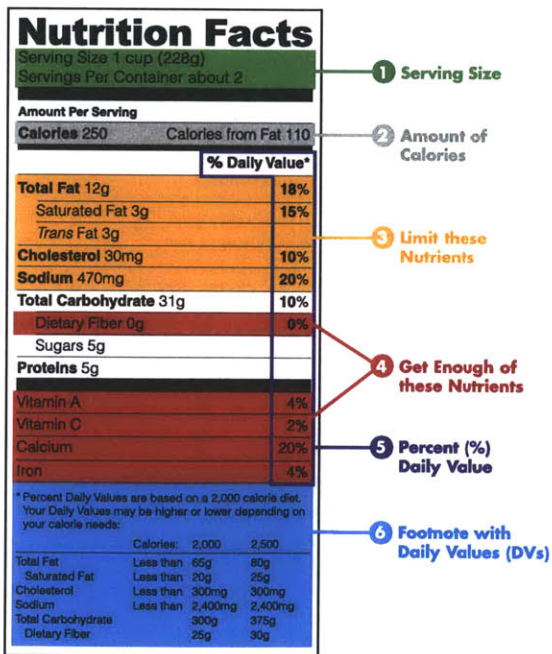 Nutrition Facts
Serving Size 1 cup (228g)
Servings Per Container about 2
Amount Per Serving
Calories 250 Calories from Fat 110
% Daily Value*
Total Fat 12g 18%
Saturated Fat 3g 15%
Trans Fat 3g
Cholesterol 30mg 10%
Sodium 470mg 20%
Total Carbohydrate 31g 10%
Dietary Fiber 0g 0%
Sugars 5g
Proteins 5g
Vitamin A 4%
Vitamin C 2%
Calcium 20%
Iron 4%
* Percent Daily Values are based on a 2,000 calorie diet.
Your Daily Values may be higher or lower depending on
your calorie needs:
Calories: 2,000 2,500
Total Fat Less than 65g 80g
Saturated Fat Less than 20g 25g
Cholesterol Less than 300mg 300mg
Sodium Less than 2,400mg 2,400mg
Total Carbohydrate 300g 375g
Dietary Fiber 25g 30g
1 Serving Size
2 Amount of
Calories
3 Limit these
Nutrients
4 Get Enough of
these Nutrients
5 Percent (%)
Daily Value
6 Footnote with
Daily Values (DVs)